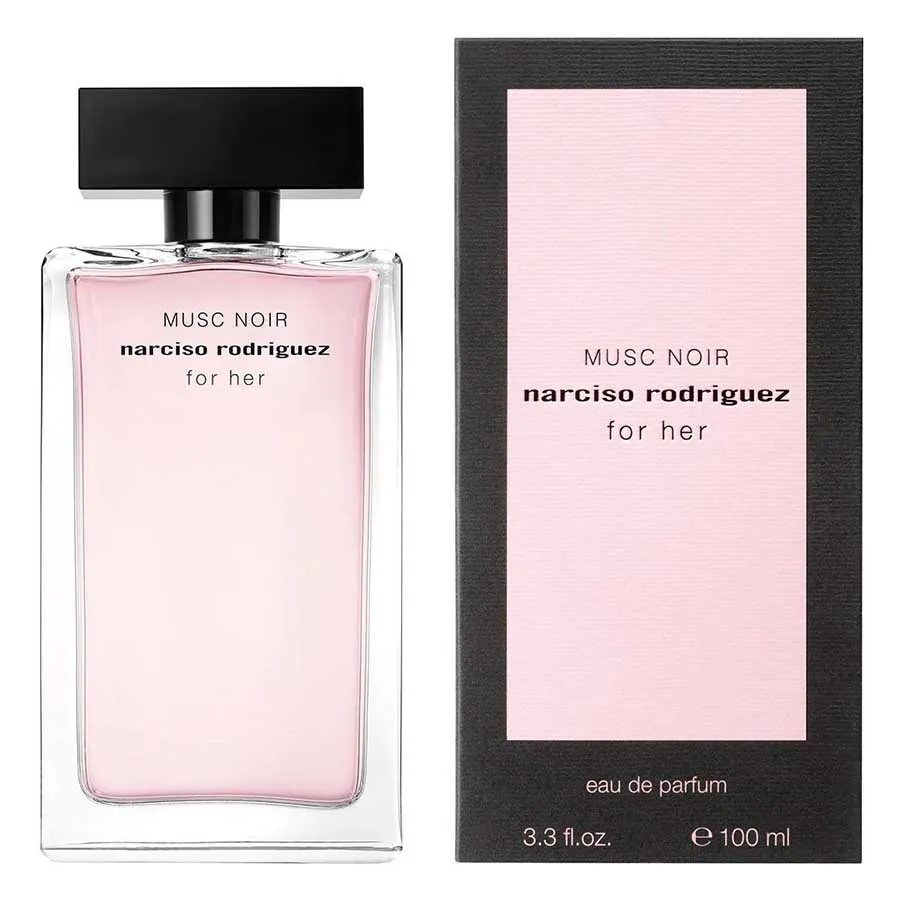 MUSC NOIR
narciso rodriguez
for her
MUSC NOIR
narciso rodriguez
for her
eau de parfum
3.3 fl.oz. ℮ 100 ml